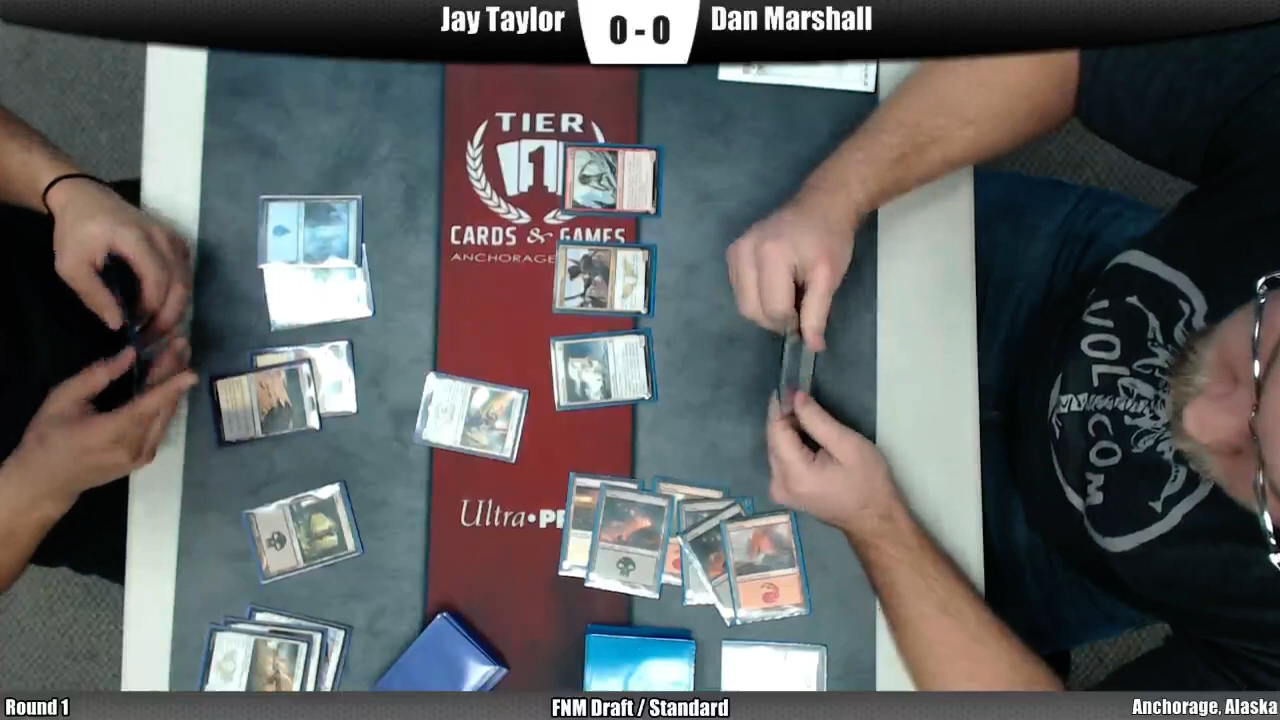 Jay Taylor 0 - 0 Dan Marshall
TIER
1
CARDS & GAMES
ANCHORAGE
Ultra•PR
VOLCOM
Round 1
FNM Draft / Standard
Anchorage, Alaska